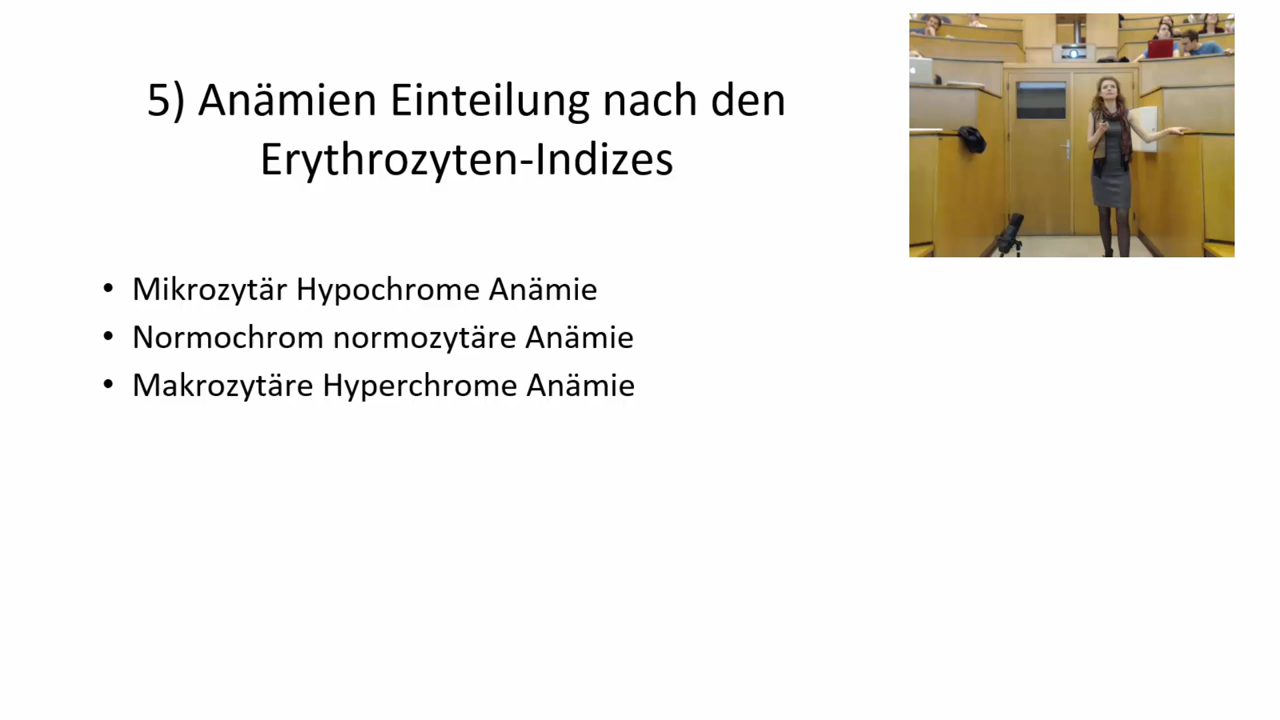 5) Anämien Einteilung nach den
Erythrozyten-Indizes
• Mikrozytär Hypochrome Anämie
• Normochrom normozytäre Anämie
• Makrozytäre Hyperchrome Anämie